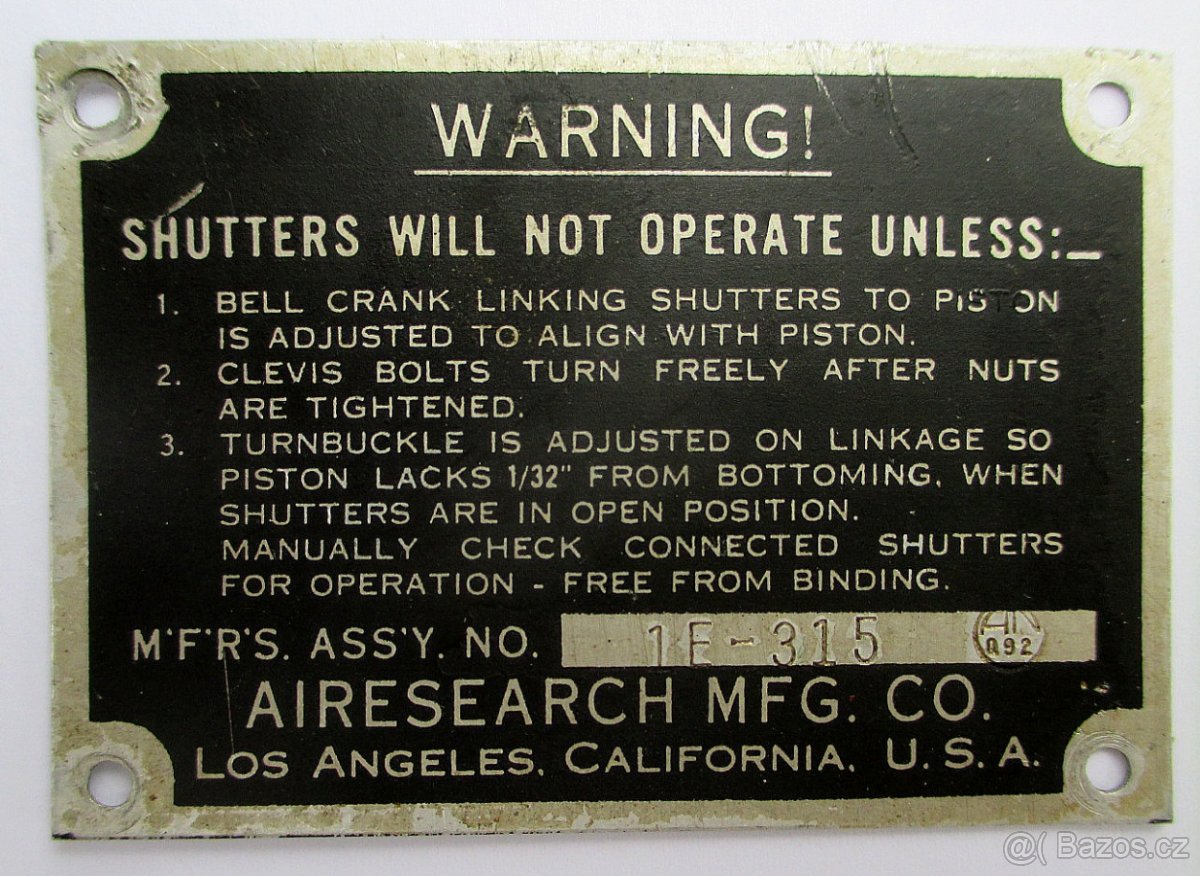 WARNING!
SHUTTERS WILL NOT OPERATE UNLESS:_
1. BELL CRANK LINKING SHUTTERS TO PISTON
IS ADJUSTED TO ALIGN WITH PISTON.
2. CLEVIS BOLTS TURN FREELY AFTER NUTS
ARE TIGHTENED.
3. TURNBUCKLE IS ADJUSTED ON LINKAGE SO
PISTON LACKS 1/32" FROM BOTTOMING, WHEN
SHUTTERS ARE IN OPEN POSITION.
MANUALLY CHECK CONNECTED SHUTTERS
FOR OPERATION - FREE FROM BINDING.
M'F'R'S. ASS'Y. NO. 1E-315 AN
Q92
AIRESEARCH MFG. CO.
LOS ANGELES, CALIFORNIA, U.S.A.
@( Bazos.cz